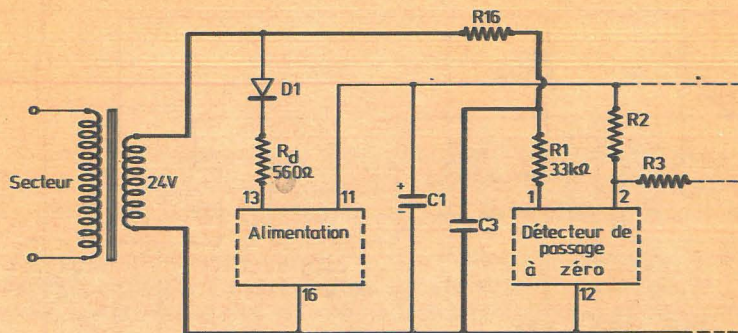 R16
D1
Rd
560Ω
R1
33kΩ
R2
R3
Secteur
24V
13
11
1
2
+
−
C1
C3
Alimentation
Détecteur de
passage
à zéro
16
12